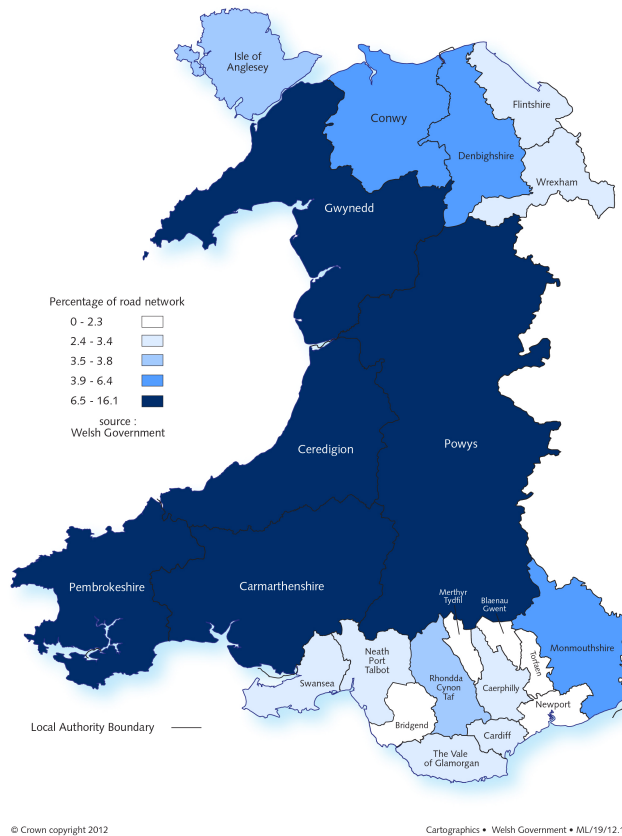 Isle of
Anglesey
Conwy
Flintshire
Denbighshire
Wrexham
Gwynedd
Percentage of road network
0 - 2.3
2.4 - 3.4
3.5 - 3.8
3.9 - 6.4
6.5 - 16.1
source :
Welsh Government
Ceredigion
Powys
Pembrokeshire
Carmarthenshire
Merthyr
Tydfil
Blaenau
Gwent
Monmouthshire
Swansea
Neath
Port
Talbot
Rhondda
Cynon
Taf
Caerphilly
Torfaen
Newport
Bridgend
Cardiff
The Vale
of Glamorgan
Local Authority Boundary
© Crown copyright 2012
Cartographics • Welsh Government • ML/19/12.